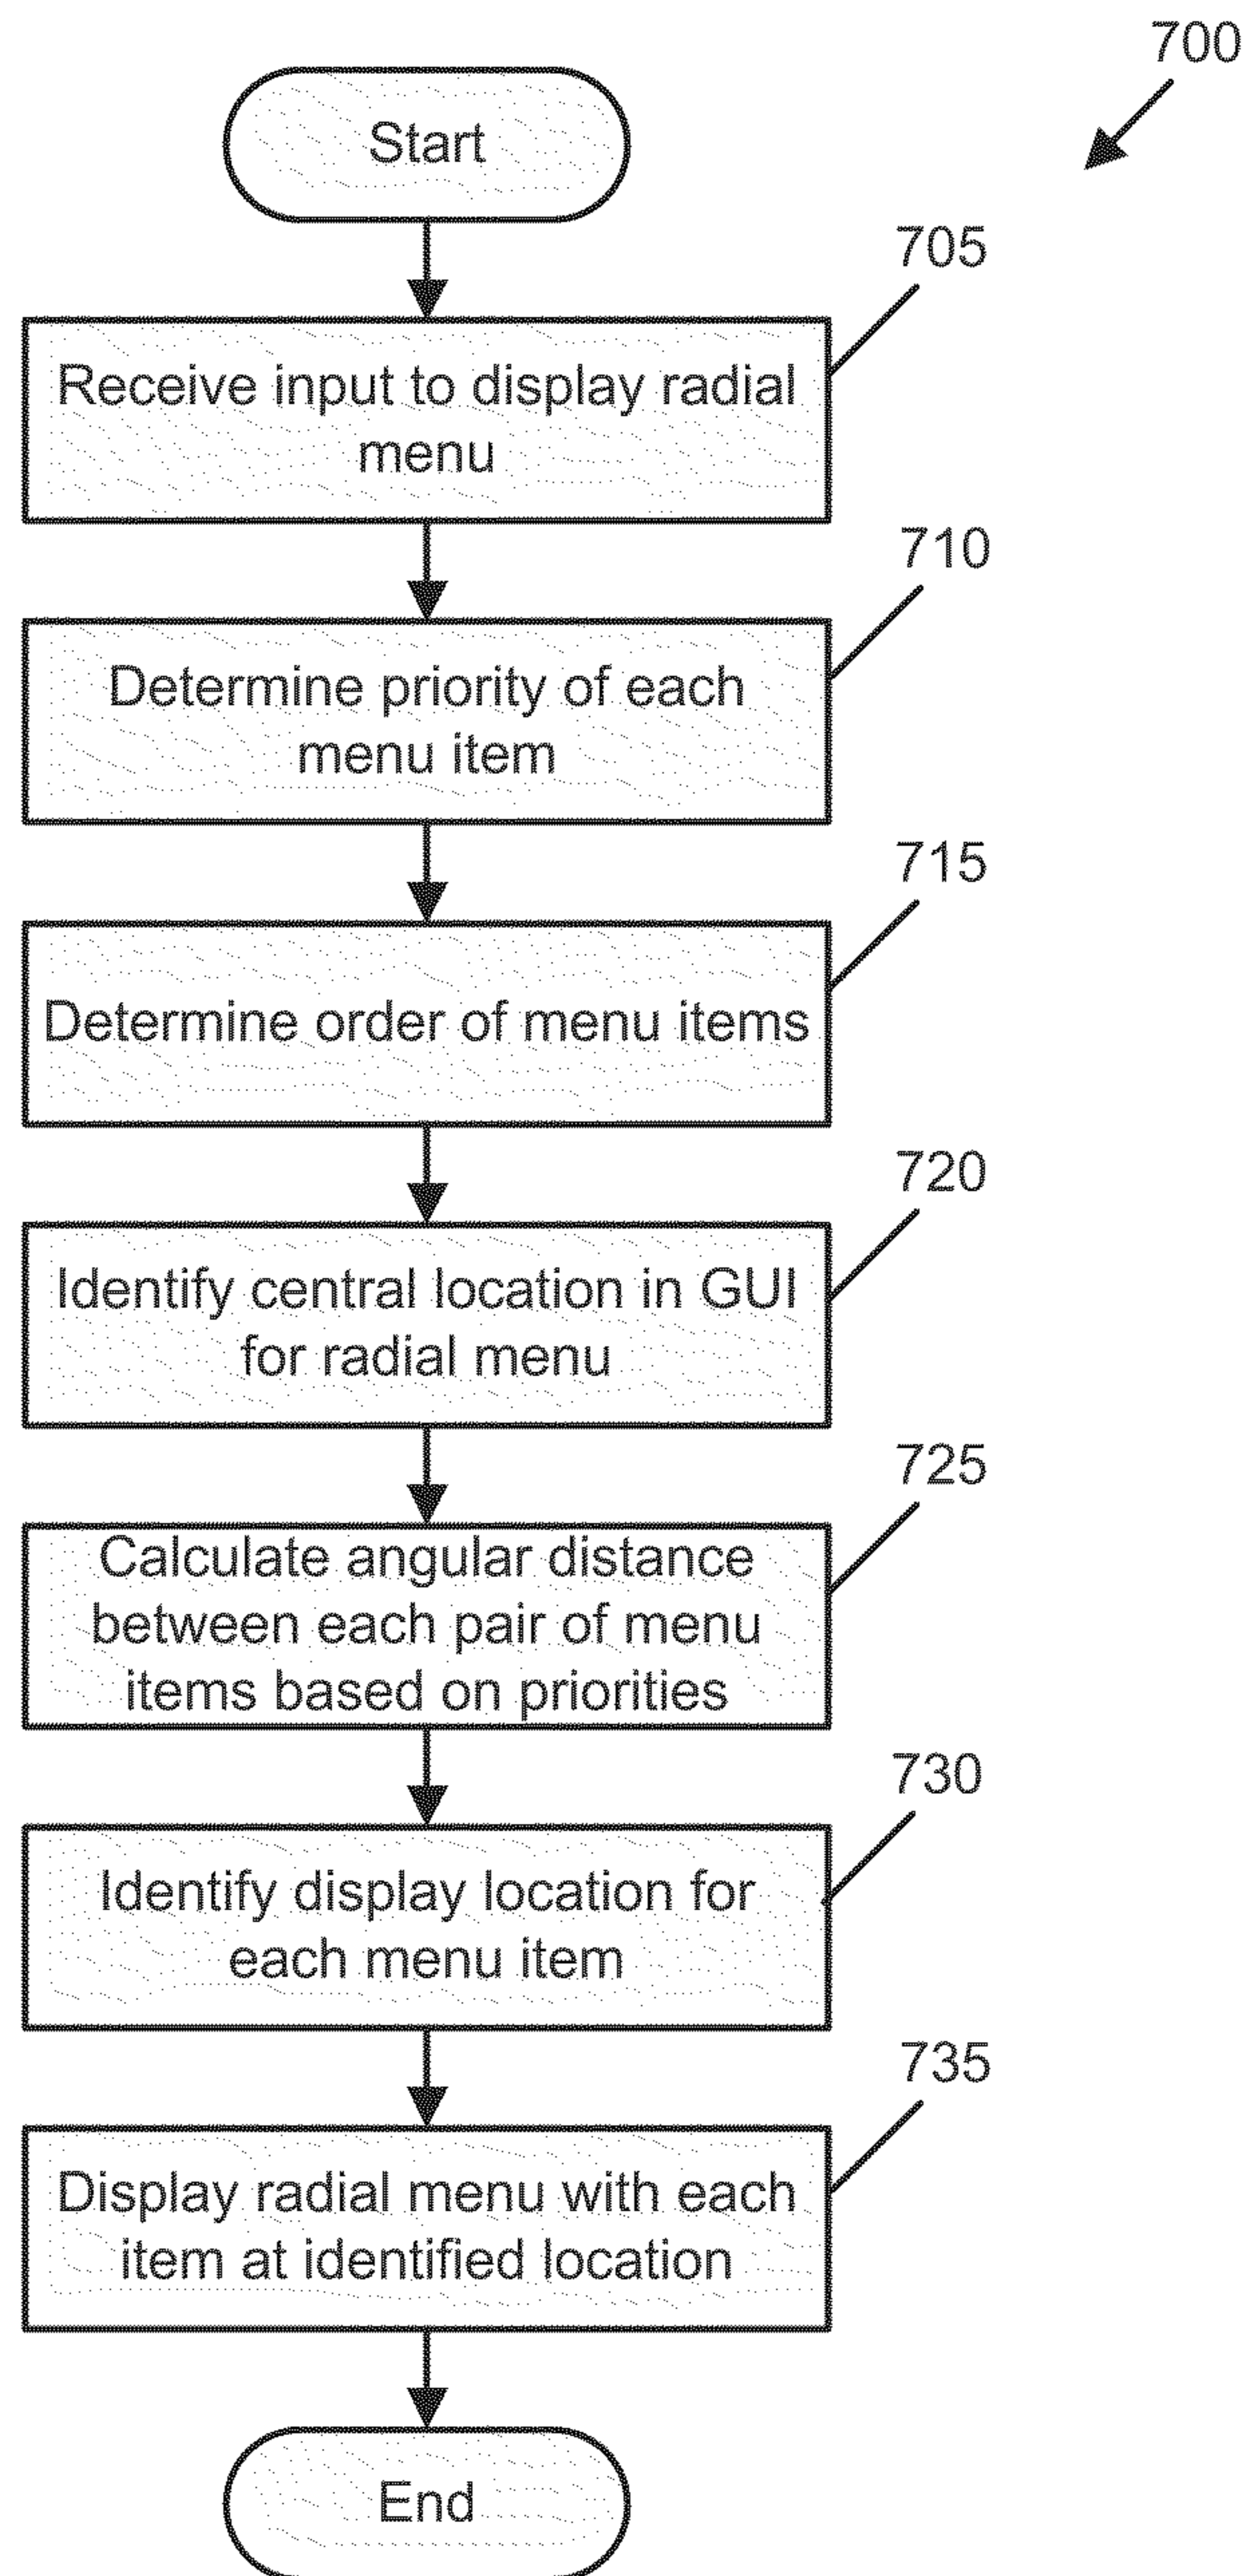 700
Start
705
Receive input to display radial
menu
710
Determine priority of each
menu item
715
Determine order of menu items
720
Identify central location in GUI
for radial menu
725
Calculate angular distance
between each pair of menu
items based on priorities
730
Identify display location for
each menu item
735
Display radial menu with each
item at identified location
End